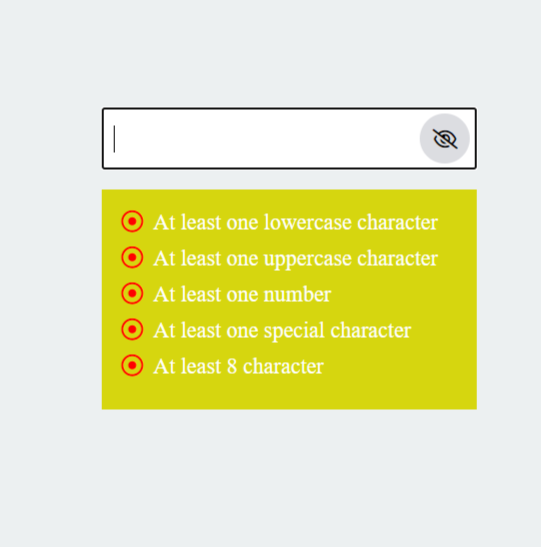 At least one lowercase character
At least one uppercase character
At least one number
At least one special character
At least 8 character